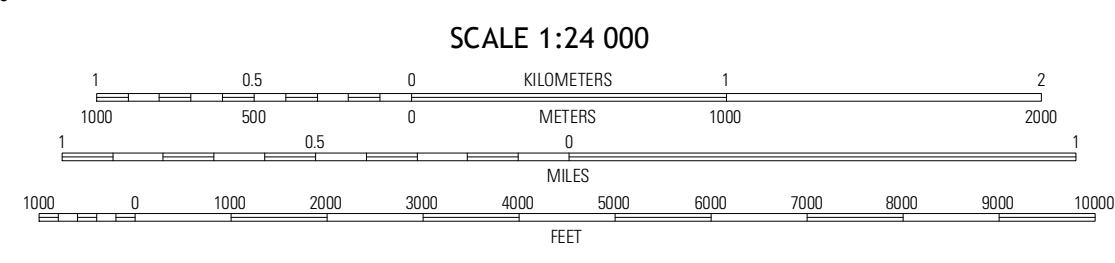 SCALE 1:24 000
1 0.5 0 KILOMETERS 1 2
1000 500 0 METERS 1000 2000
1 0.5 0 1
MILES
1000 0 1000 2000 3000 4000 5000 6000 7000 8000 9000 10000
FEET